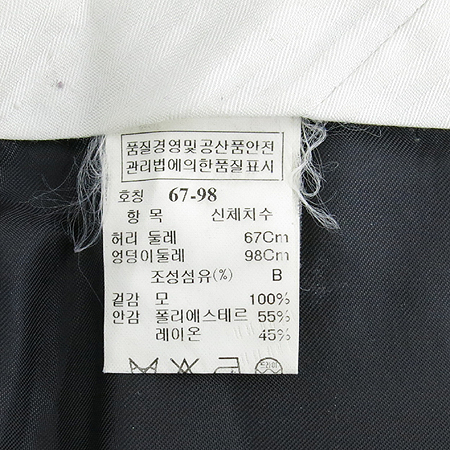 품질경영및공산품안전
관리법에의한품질표시
호칭 67-98
항 목 신체치수
허리 둘레 67Cm
엉덩이둘레 98Cm
조성섬유(%) B
겉감 모 100%
안감 폴리에스테르 55%
레이온 45%
드라이